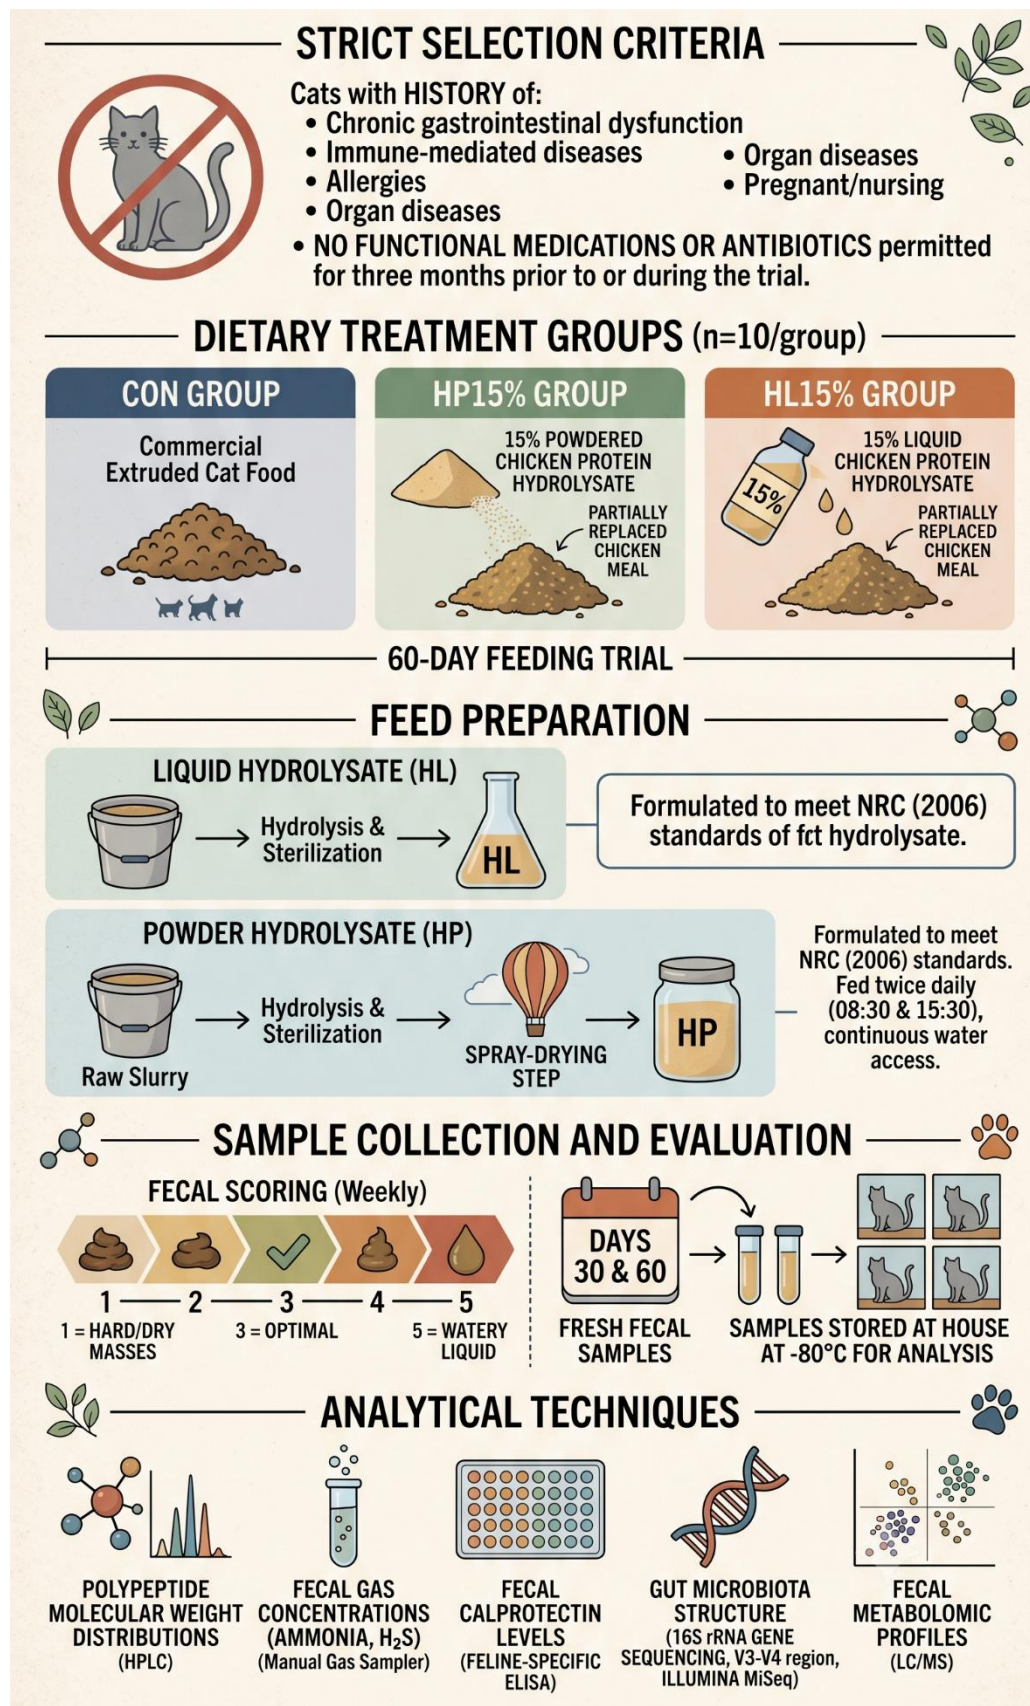 STRICT SELECTION CRITERIA
Cats with HISTORY of:
• Chronic gastrointestinal dysfunction
• Immune-mediated diseases
• Allergies
• Organ diseases
• Organ diseases
• Pregnant/nursing
• NO FUNCTIONAL MEDICATIONS OR ANTIBIOTICS permitted
for three months prior to or during the trial.
DIETARY TREATMENT GROUPS (n=10/group)
CON GROUP
Commercial
Extruded Cat Food
HP15% GROUP
15% POWDERED
CHICKEN PROTEIN
HYDROLYSATE
PARTIALLY
REPLACED
CHICKEN
MEAL
HL15% GROUP
15%
15% LIQUID
CHICKEN PROTEIN
HYDROLYSATE
PARTIALLY
REPLACED
CHICKEN
MEAL
60-DAY FEEDING TRIAL
FEED PREPARATION
LIQUID HYDROLYSATE (HL)
Hydrolysis &
Sterilization
HL
Formulated to meet NRC (2006)
standards of fct hydrolysate.
POWDER HYDROLYSATE (HP)
Raw Slurry
Hydrolysis &
Sterilization
SPRAY-DRYING
STEP
HP
Formulated to meet
NRC (2006) standards.
Fed twice daily
(08:30 & 15:30),
continuous water
access.
SAMPLE COLLECTION AND EVALUATION
FECAL SCORING (Weekly)
1 2 3 4 5
1 = HARD/DRY
MASSES
3 = OPTIMAL
5 = WATERY
LIQUID
DAYS
30 & 60
FRESH FECAL
SAMPLES
SAMPLES STORED AT HOUSE
AT -80°C FOR ANALYSIS
ANALYTICAL TECHNIQUES
POLYPEPTIDE
MOLECULAR WEIGHT
DISTRIBUTIONS
(HPLC)
FECAL GAS
CONCENTRATIONS
(AMMONIA, H₂S)
(Manual Gas Sampler)
FECAL
CALPROTECTIN
LEVELS
(FELINE-SPECIFIC
ELISA)
GUT MICROBIOTA
STRUCTURE
(16S rRNA GENE
SEQUENCING, V3-V4 region,
ILLUMINA MiSeq)
FECAL
METABOLOMIC
PROFILES
(LC/MS)